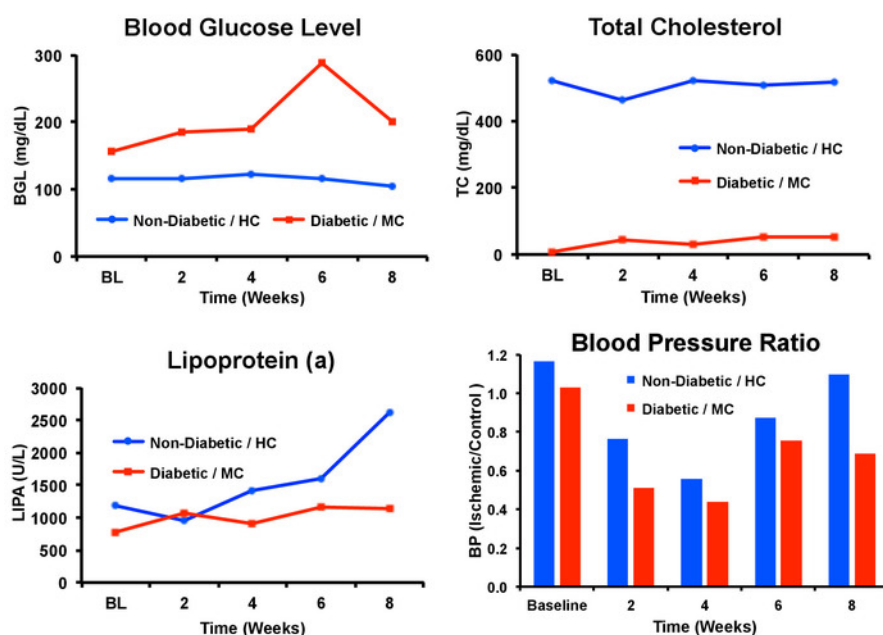 Blood Glucose Level
300
200
100
0
BGL (mg/dL)
Non-Diabetic / HC
Diabetic / MC
BL 2 4 6 8
Time (Weeks)
Total Cholesterol
600
400
200
0
TC (mg/dL)
Non-Diabetic / HC
Diabetic / MC
BL 2 4 6 8
Time (Weeks)
Lipoprotein (a)
3000
2500
2000
1500
1000
500
0
LIPA (U/L)
Non-Diabetic / HC
Diabetic / MC
BL 2 4 6 8
Time (Weeks)
Blood Pressure Ratio
1.2
1.0
0.8
0.6
0.4
0.2
0.0
BP (Ischemic/Control )
Non-Diabetic / HC
Diabetic / MC
Baseline 2 4 6 8
Time (Weeks)